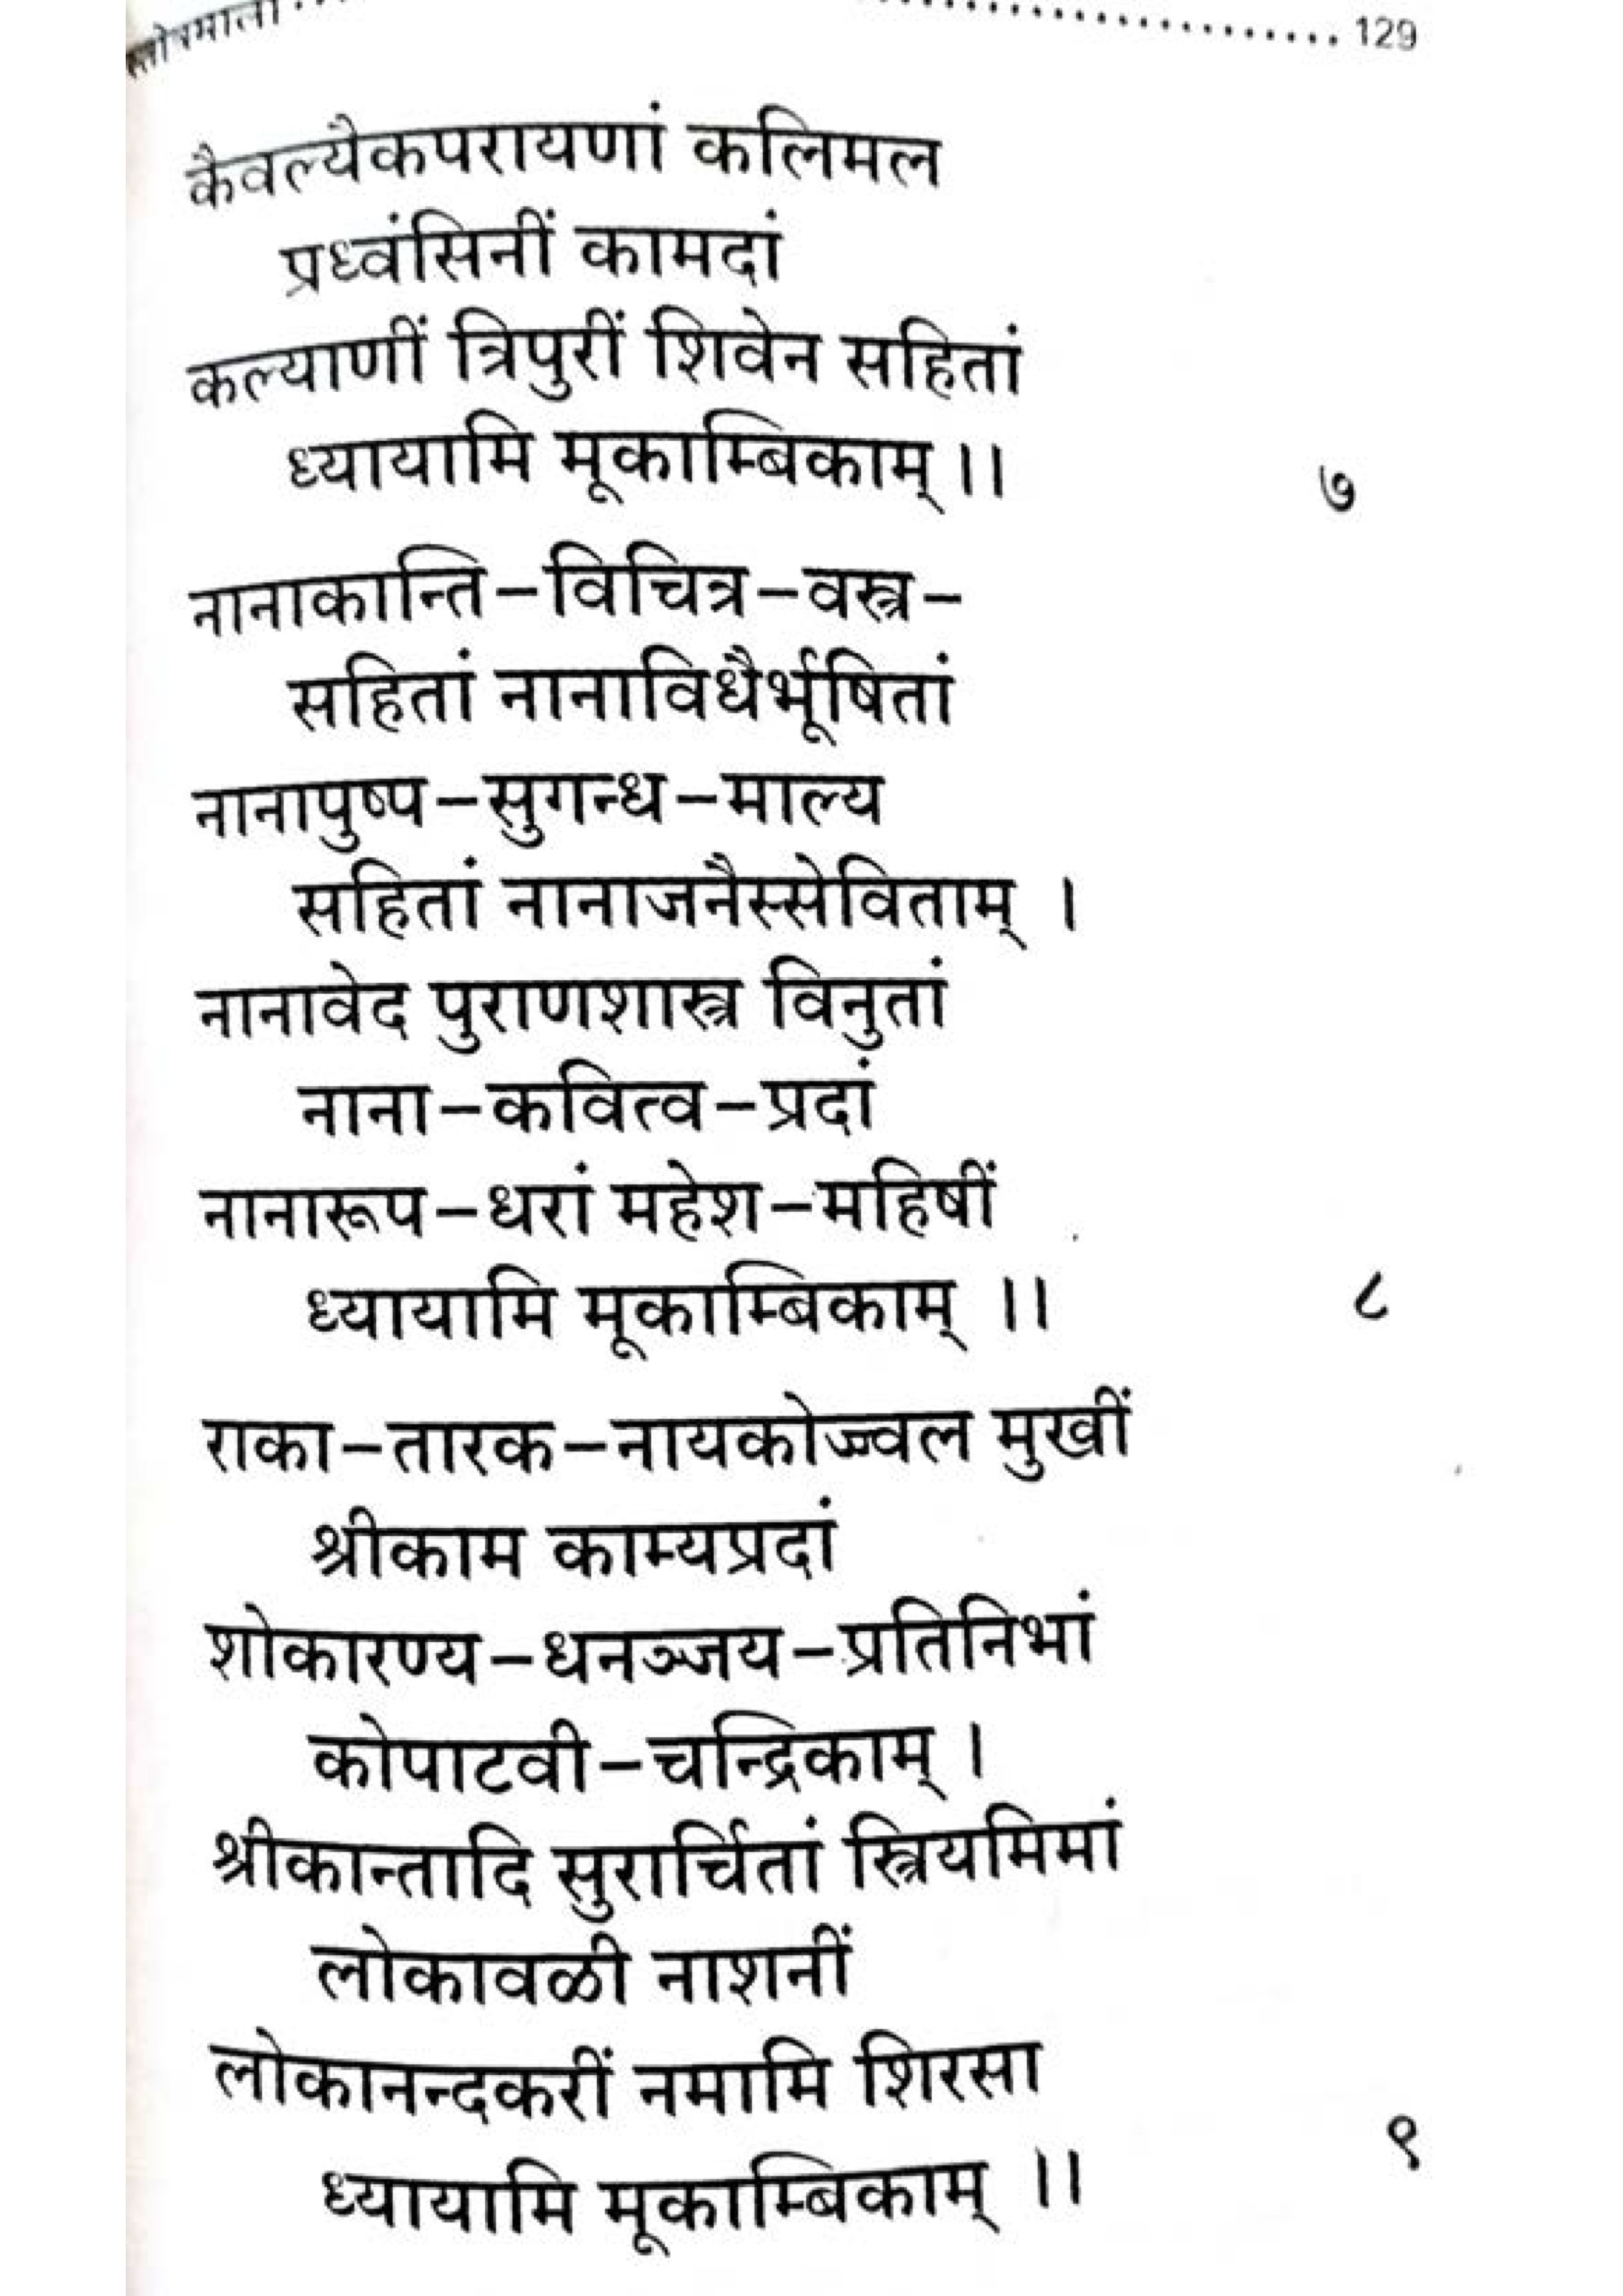 स्तोत्रमाला ........................ 129
कैवल्यैकपरायणां कलिमल
प्रध्वंसिनीं कामदां
कल्याणीं त्रिपुरीं शिवेन सहितां
ध्यायामि मूकाम्बिकाम् ।। ७
नानाकान्ति–विचित्र–वस्त्र–
सहितां नानाविधैर्भूषितां
नानापुष्प–सुगन्ध–माल्य
सहितां नानाजनैस्सेविताम् ।
नानावेद पुराणशास्त्र विनुतां
नाना–कवित्व–प्रदां
नानारूप–धरां महेश–महिषीं
ध्यायामि मूकाम्बिकाम् ।। ८
राका–तारक–नायकोज्ज्वल मुखीं
श्रीकाम काम्यप्रदां
शोकारण्य–धनञ्जय–प्रतिनिभां
कोपाटवी–चन्द्रिकाम् ।
श्रीकान्तादि सुरार्चितां स्त्रियमिमां
लोकावळी नाशनीं
लोकानन्दकरीं नमामि शिरसा
ध्यायामि मूकाम्बिकाम् ।। ९